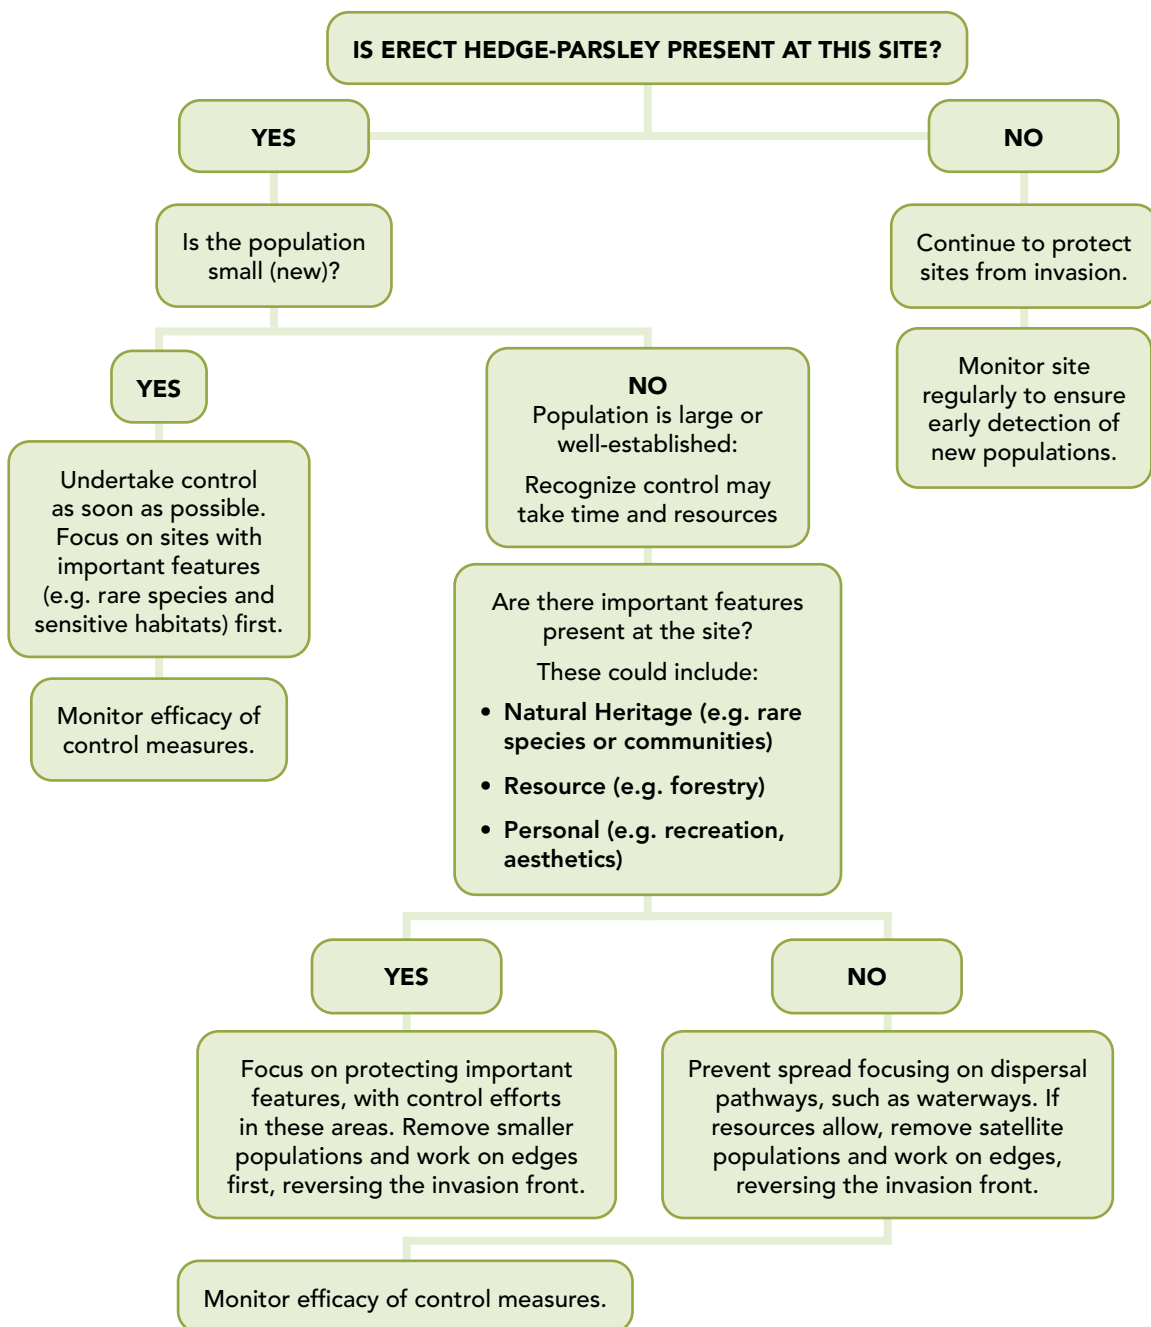 IS ERECT HEDGE-PARSLEY PRESENT AT THIS SITE?
YES
NO
Is the population
small (new)?
Continue to protect
sites from invasion.
Monitor site
regularly to ensure
early detection of
new populations.
YES
NO
Population is large or
well-established:
Recognize control may
take time and resources
Undertake control
as soon as possible.
Focus on sites with
important features
(e.g. rare species and
sensitive habitats) first.
Monitor efficacy of
control measures.
Are there important features
present at the site?
These could include:
• Natural Heritage (e.g. rare
species or communities)
• Resource (e.g. forestry)
• Personal (e.g. recreation,
aesthetics)
YES
NO
Focus on protecting important
features, with control efforts
in these areas. Remove smaller
populations and work on edges
first, reversing the invasion front.
Prevent spread focusing on dispersal
pathways, such as waterways. If
resources allow, remove satellite
populations and work on edges,
reversing the invasion front.
Monitor efficacy of control measures.